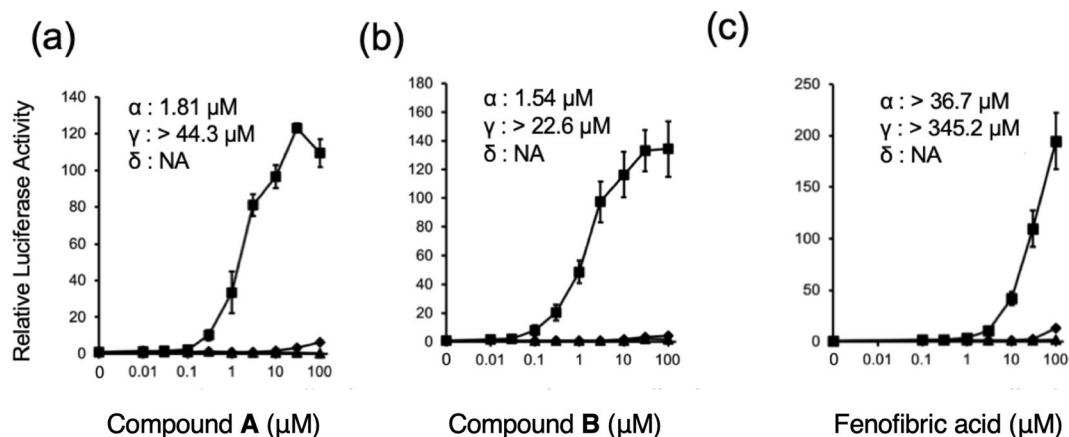 (a)
Relative Luciferase Activity
140
120
100
80
60
40
20
0
α : 1.81 μM
γ : > 44.3 μM
δ : NA
0 0.01 0.1 1 10 100
Compound A (μM)
(b)
180
160
140
120
100
80
60
40
20
0
α : 1.54 μM
γ : > 22.6 μM
δ : NA
0 0.01 0.1 1 10 100
Compound B (μM)
(c)
250
200
150
100
50
0
α : > 36.7 μM
γ : > 345.2 μM
δ : NA
0 0.01 0.1 1 10 100
Fenofibric acid (μM)